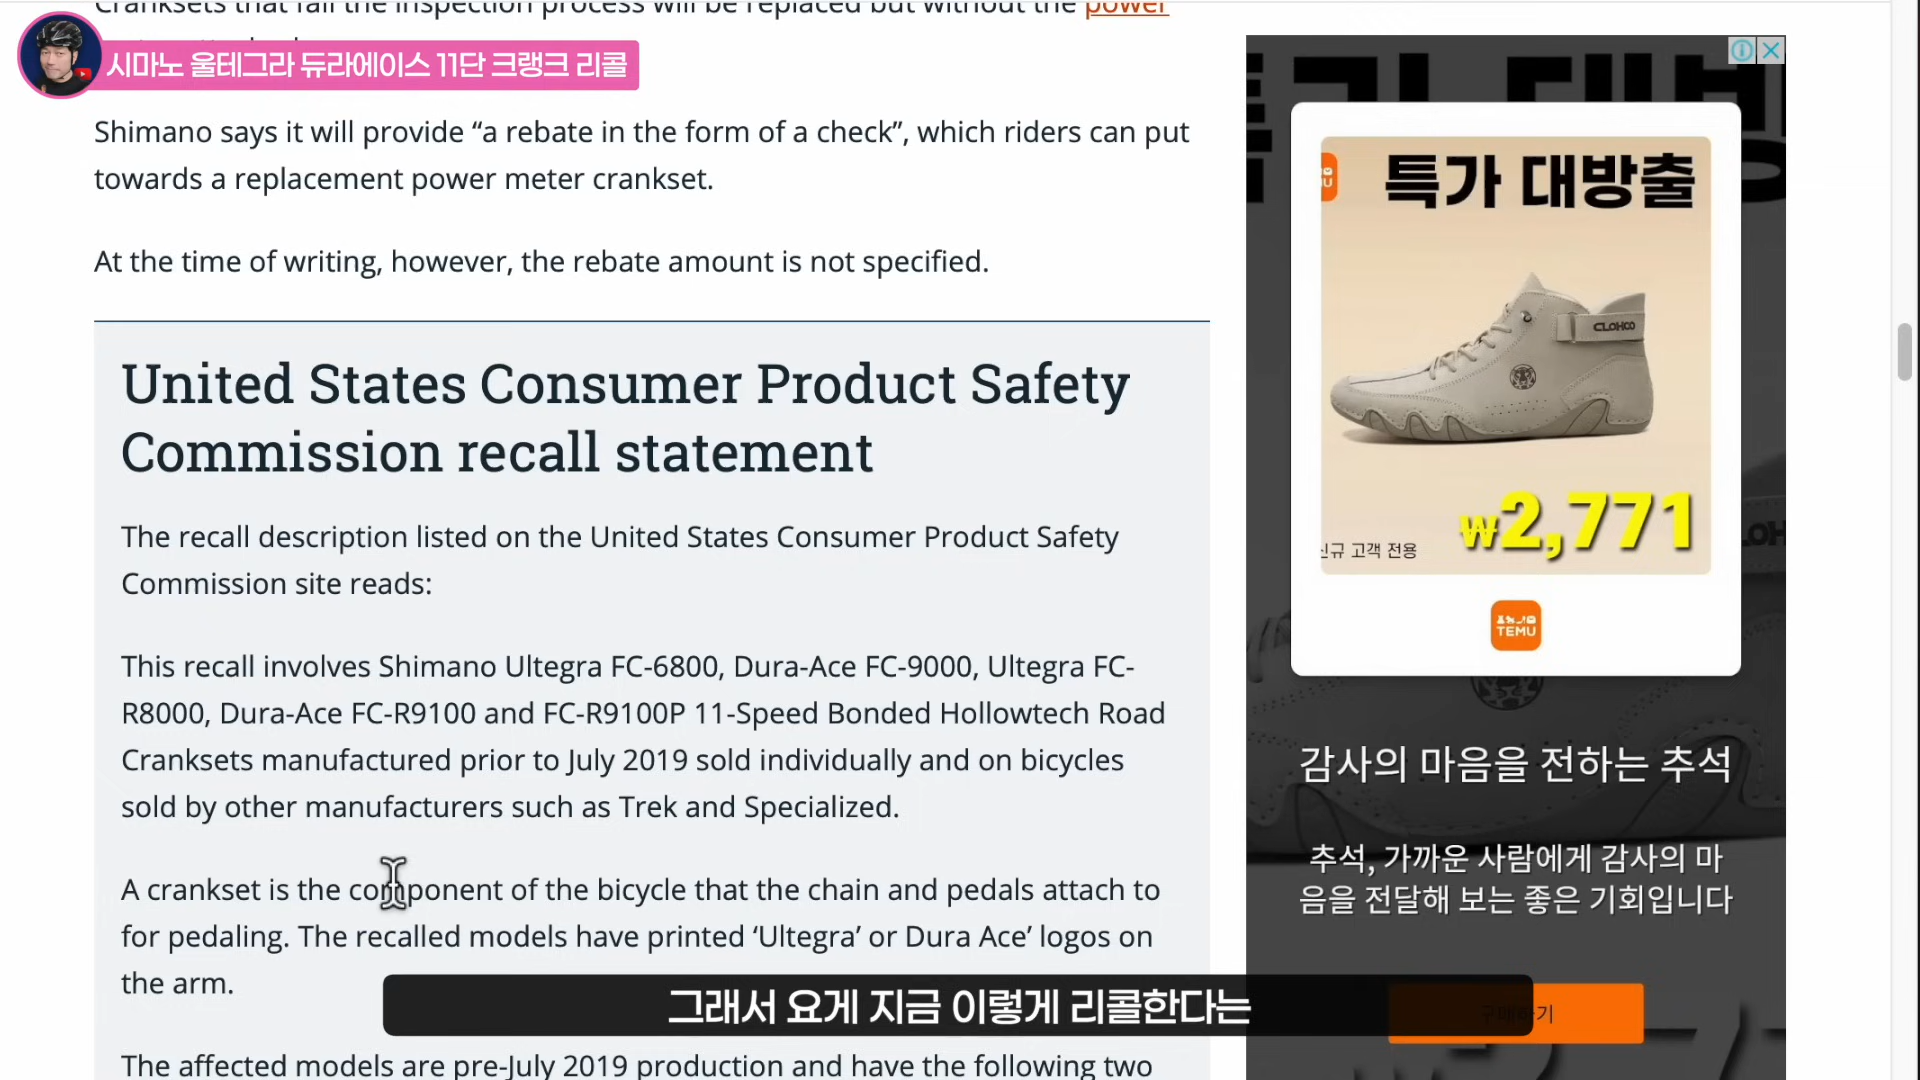 Cranksets that fail the inspection process will be replaced but without the power
시마노 울테그라 듀라에이스 11단 크랭크 리콜
Shimano says it will provide “a rebate in the form of a check”, which riders can put
towards a replacement power meter crankset.
At the time of writing, however, the rebate amount is not specified.
United States Consumer Product Safety
Commission recall statement
The recall description listed on the United States Consumer Product Safety
Commission site reads:
This recall involves Shimano Ultegra FC-6800, Dura-Ace FC-9000, Ultegra FC-
R8000, Dura-Ace FC-R9100 and FC-R9100P 11-Speed Bonded Hollowtech Road
Cranksets manufactured prior to July 2019 sold individually and on bicycles
sold by other manufacturers such as Trek and Specialized.
A crankset is the component of the bicycle that the chain and pedals attach to
for pedaling. The recalled models have printed ‘Ultegra’ or Dura Ace’ logos on
the arm.
The affected models are pre-July 2019 production and have the following two
특가 대방출
CLOHCO
신규 고객 전용
₩2,771
TEMU
감사의 마음을 전하는 추석
추석, 가까운 사람에게 감사의 마
음을 전달해 보는 좋은 기회입니다
그래서 요게 지금 이렇게 리콜한다는